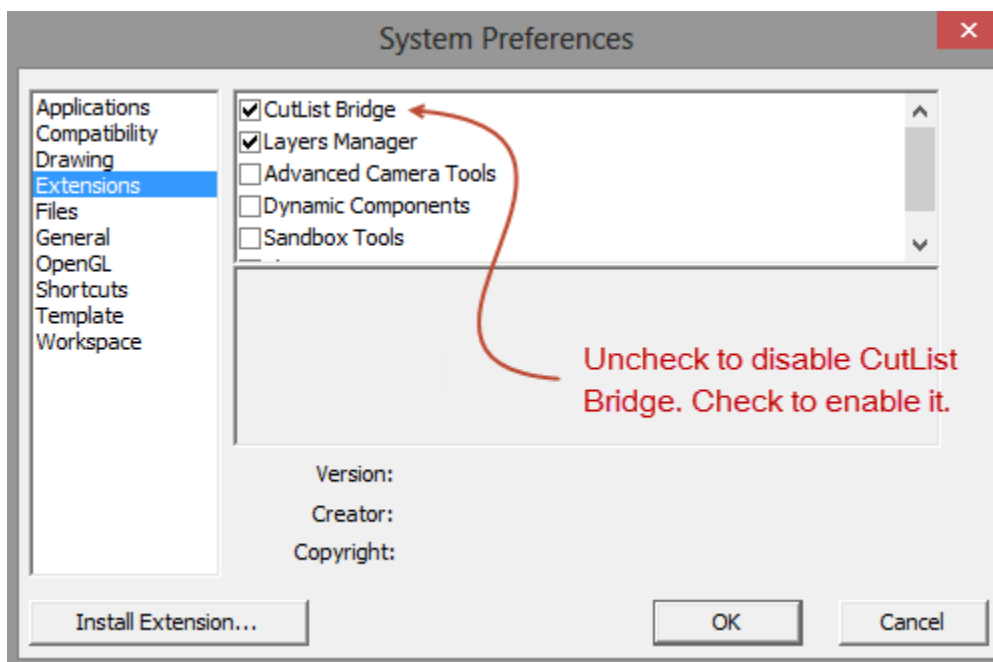 System Preferences
Applications
Compatibility
Drawing
Extensions
Files
General
OpenGL
Shortcuts
Template
Workspace
CutList Bridge
Layers Manager
Advanced Camera Tools
Dynamic Components
Sandbox Tools
Uncheck to disable CutList
Bridge. Check to enable it.
Version:
Creator:
Copyright:
Install Extension...
OK
Cancel